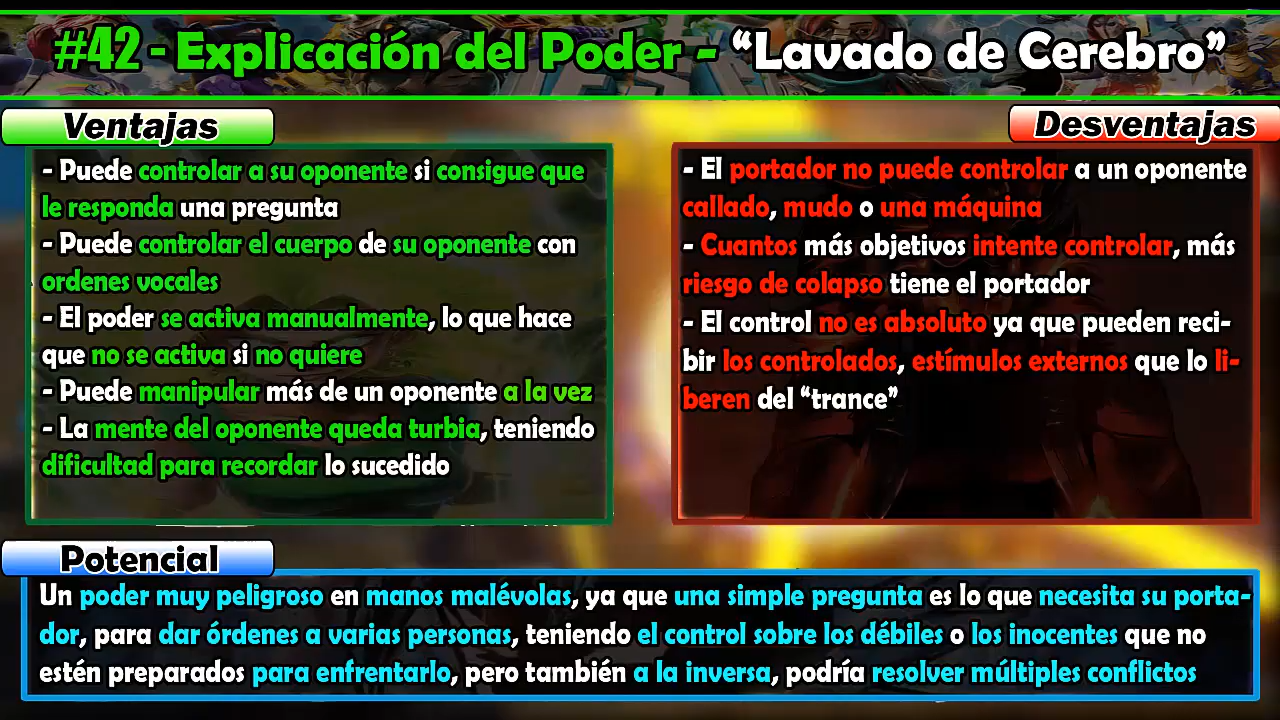 #42 - Explicación del Poder - “Lavado de Cerebro”
Ventajas
- Puede controlar a su oponente si consigue que
le responda una pregunta
- Puede controlar el cuerpo de su oponente con
ordenes vocales
- El poder se activa manualmente, lo que hace
que no se activa si no quiere
- Puede manipular más de un oponente a la vez
- La mente del oponente queda turbia, teniendo
dificultad para recordar lo sucedido
Desventajas
- El portador no puede controlar a un oponente
callado, mudo o una máquina
- Cuantos más objetivos intente controlar, más
riesgo de colapso tiene el portador
- El control no es absoluto ya que pueden reci-
bir los controlados, estímulos externos que lo li-
beren del “trance”
Potencial
Un poder muy peligroso en manos malévolas, ya que una simple pregunta es lo que necesita su porta-
dor, para dar órdenes a varias personas, teniendo el control sobre los débiles o los inocentes que no
estén preparados para enfrentarlo, pero también a la inversa, podría resolver múltiples conflictos